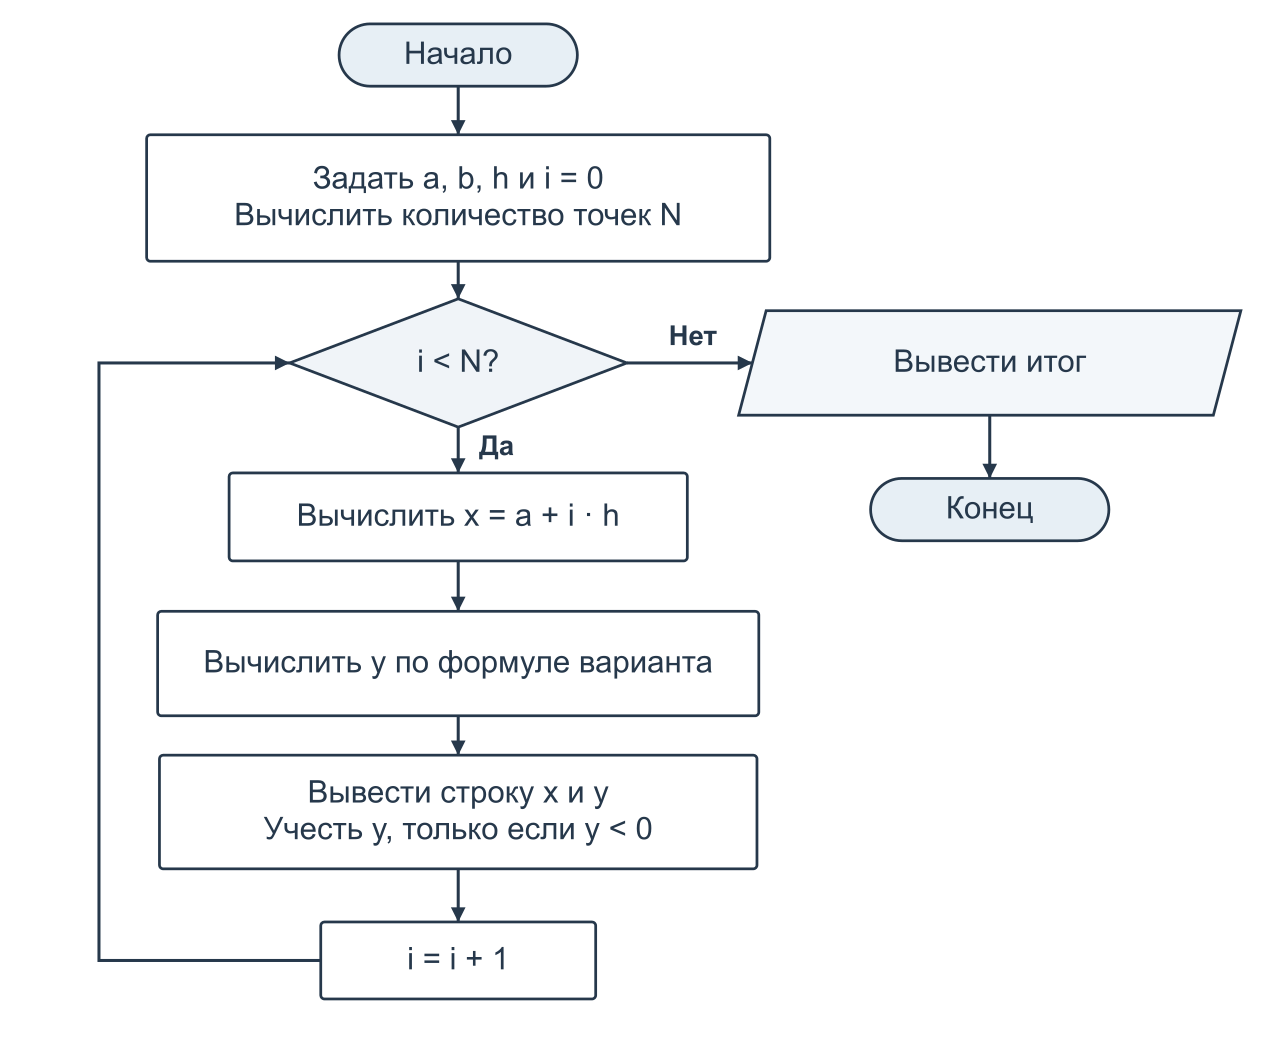 Начало
Задать a, b, h и i = 0
Вычислить количество точек N
i < N?
Нет
Вывести итог
Да
Конец
Вычислить x = a + i · h
Вычислить y по формуле варианта
Вывести строку x и y
Учесть y, только если y < 0
i = i + 1